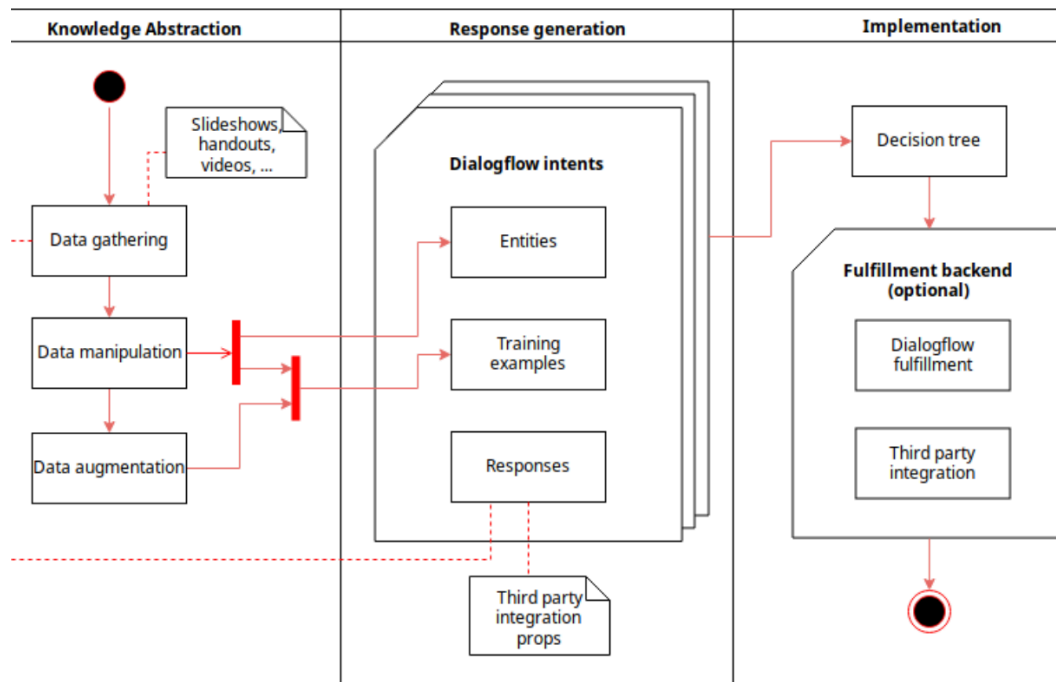 Knowledge Abstraction
Response generation
Implementation
Slideshows,
handouts,
videos, ...
Data gathering
Data manipulation
Data augmentation
Dialogflow intents
Entities
Training
examples
Responses
Third party
integration
props
Decision tree
Fulfillment backend
(optional)
Dialogflow
fulfillment
Third party
integration